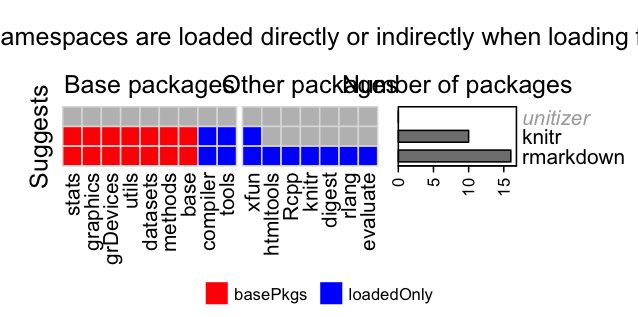 amespaces are loaded directly or indirectly when loading f
Base packages
Other packages
Number of packages
Suggests
unitizer
knitr
rmarkdown
0
5
10
15
stats
graphics
grDevices
utils
datasets
methods
base
compiler
tools
xfun
htmltools
Rcpp
knitr
digest
rlang
evaluate
basePkgs
loadedOnly